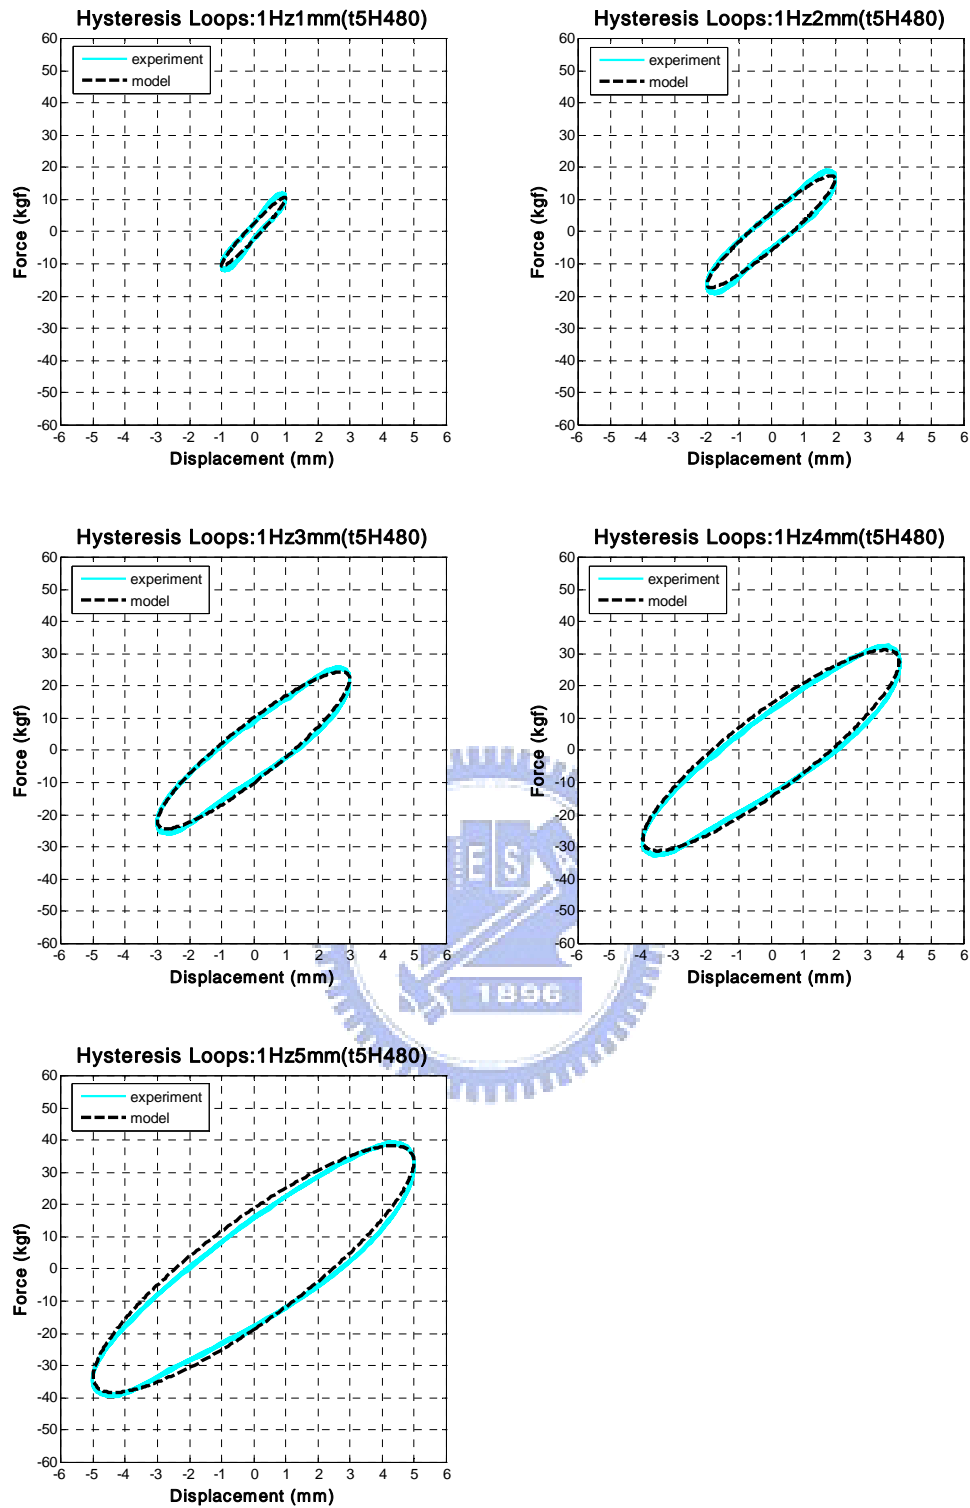 Hysteresis Loops:1Hz1mm(t5H480)
experiment
model
60
50
40
30
20
10
0
-10
-20
-30
-40
-50
-60
Force (kgf)
-6 -5 -4 -3 -2 -1 0 1 2 3 4 5 6
Displacement (mm)
Hysteresis Loops:1Hz2mm(t5H480)
experiment
model
60
50
40
30
20
10
0
-10
-20
-30
-40
-50
-60
Force (kgf)
-6 -5 -4 -3 -2 -1 0 1 2 3 4 5 6
Displacement (mm)
Hysteresis Loops:1Hz3mm(t5H480)
experiment
model
60
50
40
30
20
10
0
-10
-20
-30
-40
-50
-60
Force (kgf)
-6 -5 -4 -3 -2 -1 0 1 2 3 4 5 6
Displacement (mm)
Hysteresis Loops:1Hz4mm(t5H480)
experiment
model
60
50
40
30
20
10
0
-10
-20
-30
-40
-50
-60
Force (kgf)
-6 -5 -4 -3 -2 -1 0 1 2 3 4 5 6
Displacement (mm)
ES
1896
Hysteresis Loops:1Hz5mm(t5H480)
experiment
model
60
50
40
30
20
10
0
-10
-20
-30
-40
-50
-60
Force (kgf)
-6 -5 -4 -3 -2 -1 0 1 2 3 4 5 6
Displacement (mm)